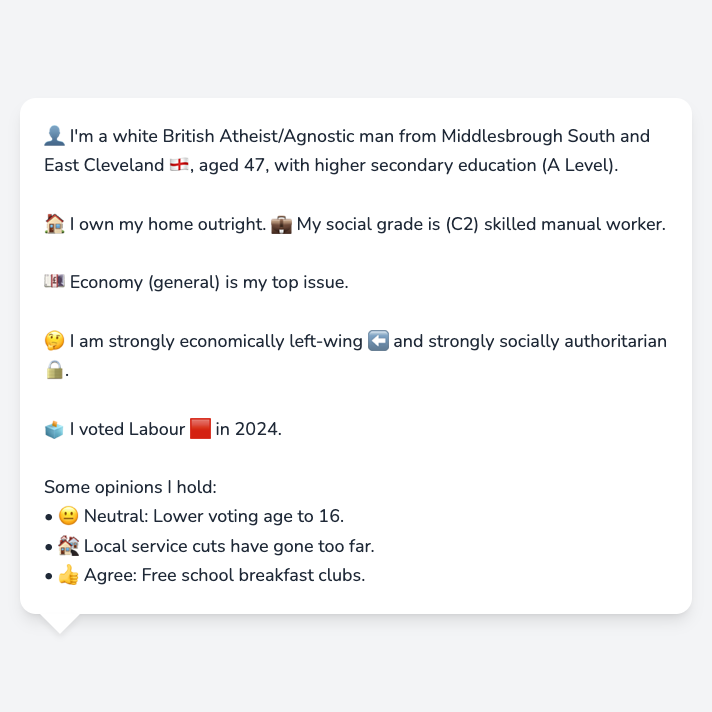 👤 I'm a white British Atheist/Agnostic man from Middlesbrough South and
East Cleveland 🏴󠁧󠁢󠁥󠁮󠁧󠁿, aged 47, with higher secondary education (A Level).
🏠 I own my home outright. 💼 My social grade is (C2) skilled manual worker.
💷 Economy (general) is my top issue.
🤔 I am strongly economically left-wing ⬅️ and strongly socially authoritarian
🔒.
🗳️ I voted Labour 🟥 in 2024.
Some opinions I hold:
• 😐 Neutral: Lower voting age to 16.
• 🏚️ Local service cuts have gone too far.
• 👍 Agree: Free school breakfast clubs.